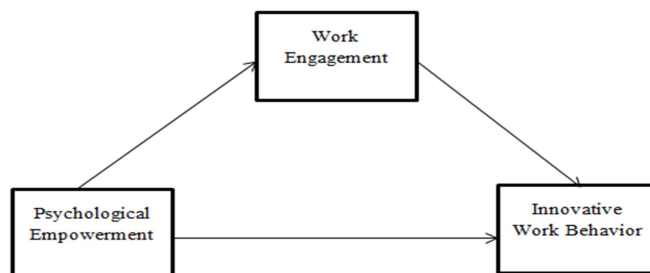 Work
Engagement
Psychological
Empowerment
Innovative
Work Behavior